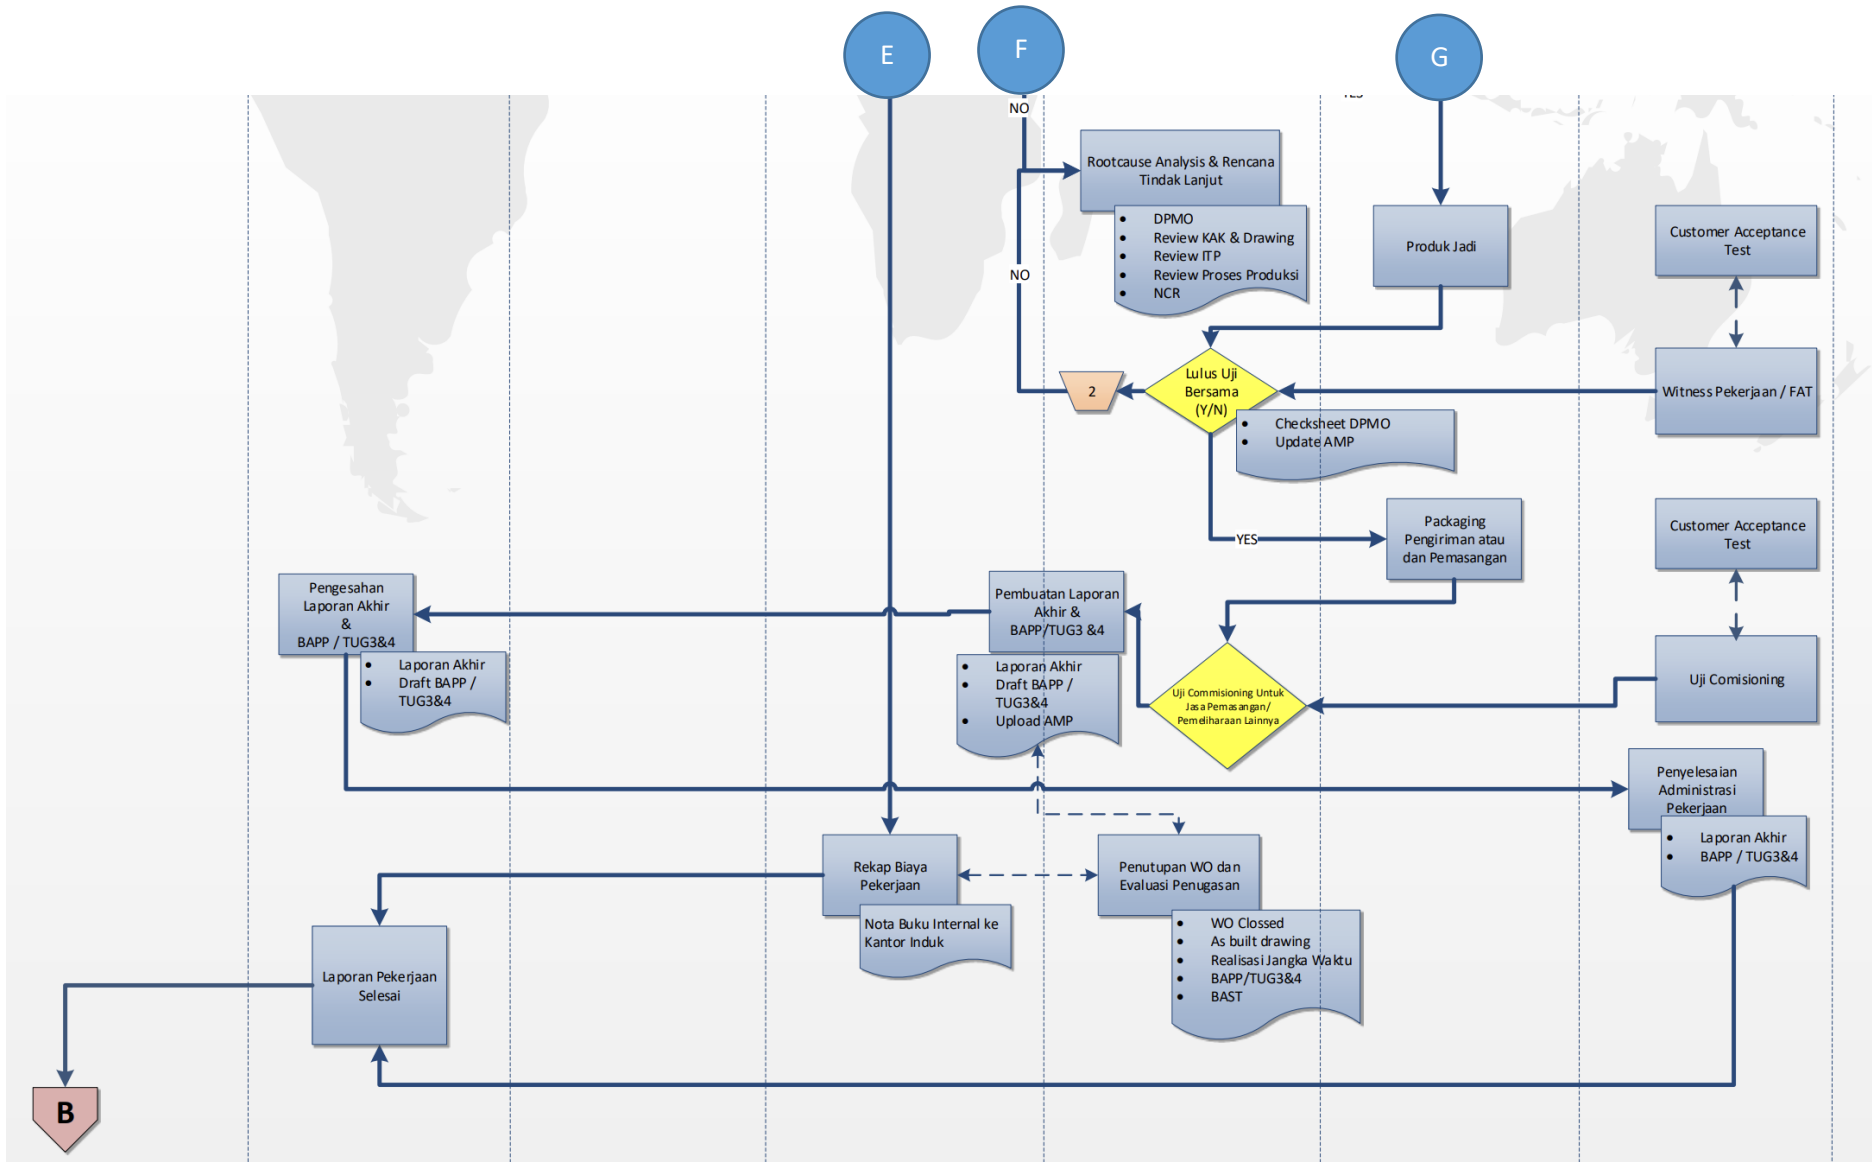 E
F
G
NO
YES
Rootcause Analysis & Rencana
Tindak Lanjut
• DPMO
• Review KAK & Drawing
• Review ITP
• Review Proses Produksi
• NCR
Produk Jadi
Customer Acceptance
Test
NO
Lulus Uji
Bersama
(Y/N)
2
Witness Pekerjaan / FAT
• Checksheet DPMO
• Update AMP
YES
Packaging
Pengiriman atau
dan Pemasangan
Customer Acceptance
Test
Pengesahan
Laporan Akhir
&
BAPP / TUG3&4
• Laporan Akhir
• Draft BAPP /
TUG3&4
Pembuatan Laporan
Akhir &
BAPP/TUG3 &4
• Laporan Akhir
• Draft BAPP /
TUG3&4
• Upload AMP
Uji Commisioning Untuk
Jasa Pemasangan/
Pemeliharaan Lainnya
Uji Comisioning
Penyelesaian
Administrasi
Pekerjaan
• Laporan Akhir
• BAPP / TUG3&4
Rekap Biaya
Pekerjaan
Nota Buku Internal ke
Kantor Induk
Penutupan WO dan
Evaluasi Penugasan
• WO Clossed
• As built drawing
• Realisasi Jangka Waktu
• BAPP/TUG3&4
• BAST
Laporan Pekerjaan
Selesai
B